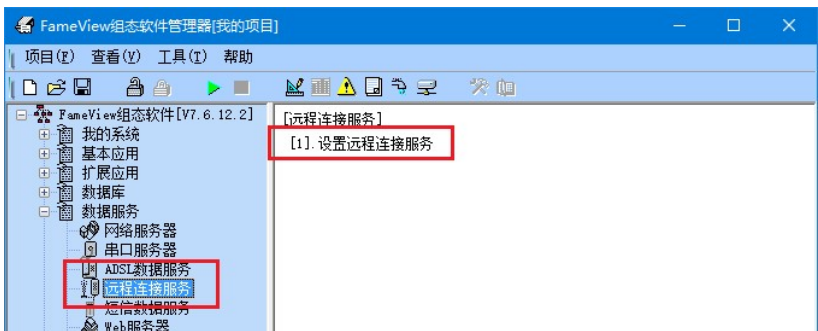 FameView组态软件管理器[我的项目]
项目(F) 查看(V) 工具(T) 帮助
FameView组态软件[V7.6.12.2]
我的系统
基本应用
扩展应用
数据库
数据服务
网络服务器
串口服务器
ADSL数据服务
远程连接服务
短信数据服务
Web服务器
[远程连接服务]
[1].设置远程连接服务